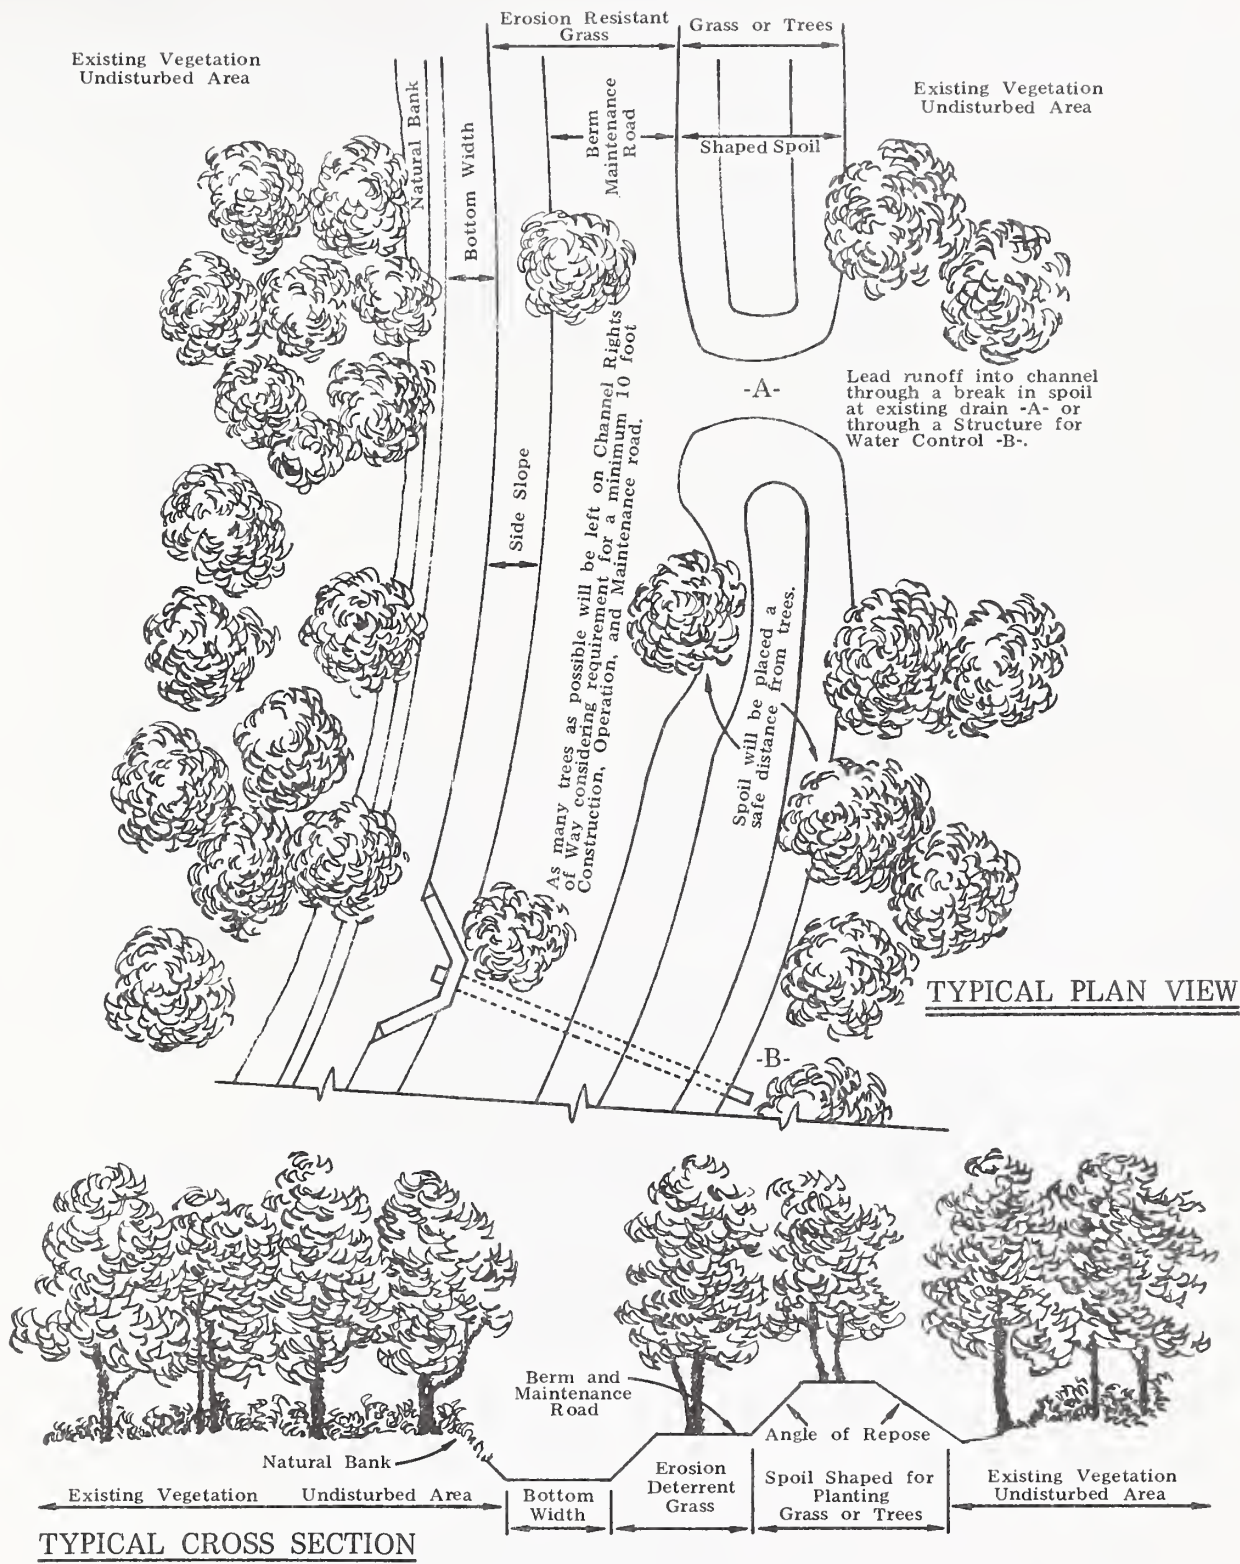 Erosion Resistant
Grass
Grass or Trees
Existing Vegetation
Undisturbed Area
Existing Vegetation
Undisturbed Area
Natural Bank
Bottom Width
Berm
Maintenance
Road
Shaped Spoil
-A-
Lead runoff into channel
through a break in spoil
at existing drain -A- or
through a Structure for
Water Control -B-.
Side Slope
As many trees as possible will be left on Channel Rights
of Way considering requirement for a minimum 10 foot
Construction, Operation, and Maintenance road.
Spoil will be placed a
safe distance from trees.
TYPICAL PLAN VIEW
-B-
Berm and
Maintenance
Road
Angle of Repose
Natural Bank
Existing Vegetation Undisturbed Area
Bottom
Width
Erosion
Deterrent
Grass
Spoil Shaped for
Planting
Grass or Trees
Existing Vegetation
Undisturbed Area
TYPICAL CROSS SECTION